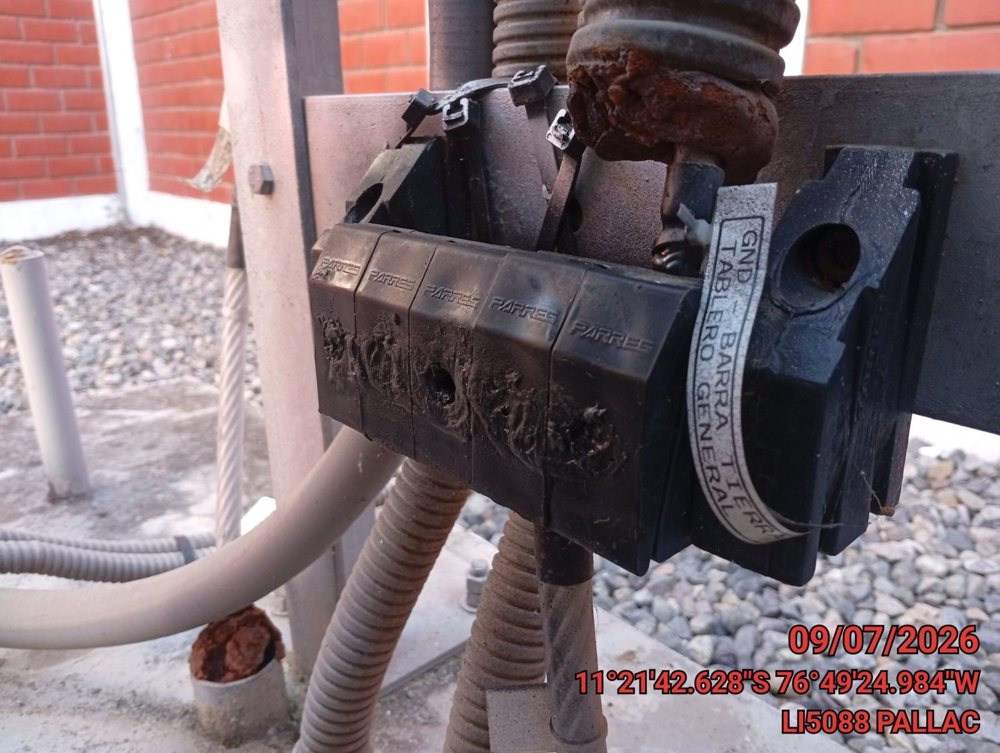 PARRES
PARRES
PARRES
PARRES
PARRES
GND - BARRA TIERRA
TABLERO GENERAL
09/07/2026
11°21'42.628"S 76°49'24.984"W
LI5088 PALLAC